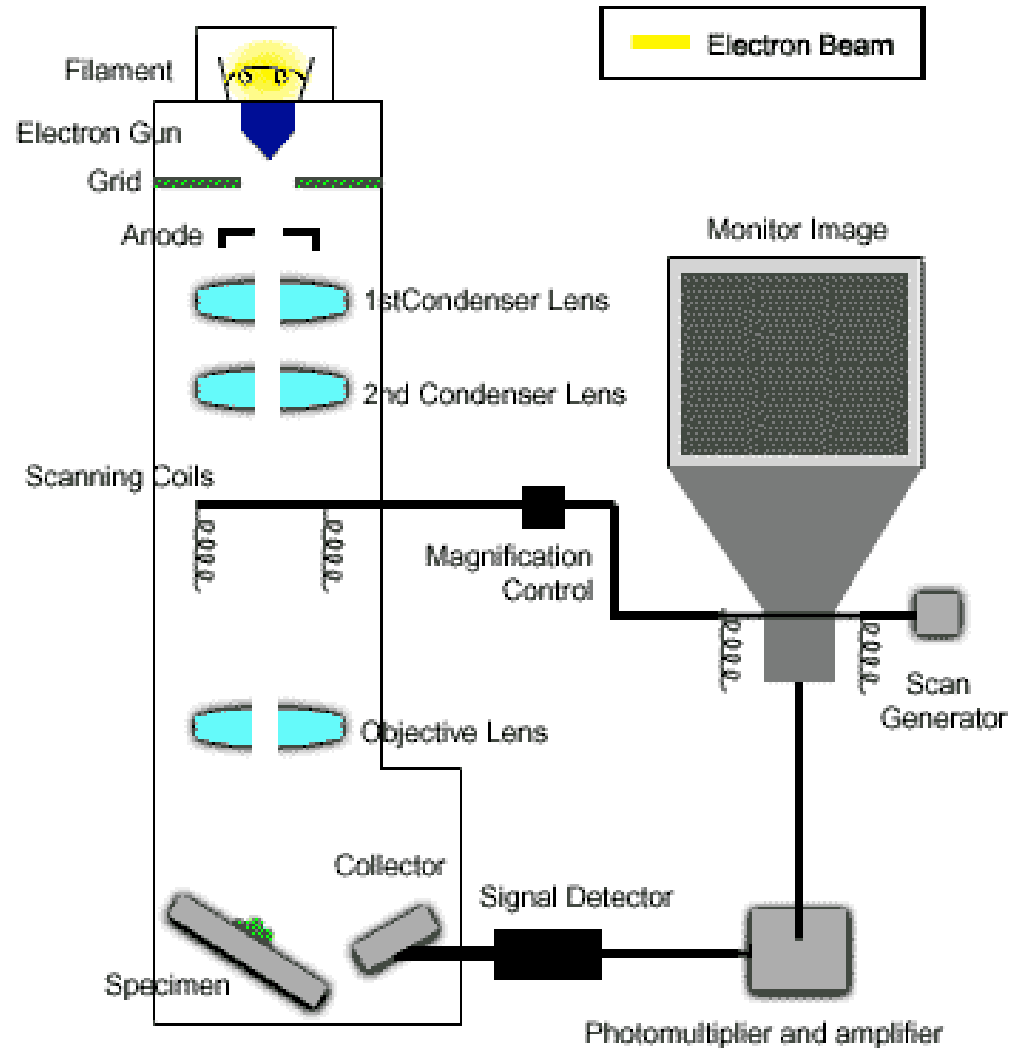 Electron Beam
Filament
Electron Gun
Grid
Anode
1stCondenser Lens
2nd Condenser Lens
Scanning Coils
Magnification
Control
Monitor Image
Scan
Generator
Objective Lens
Collector
Signal Detector
Specimen
Photomultiplier and amplifier